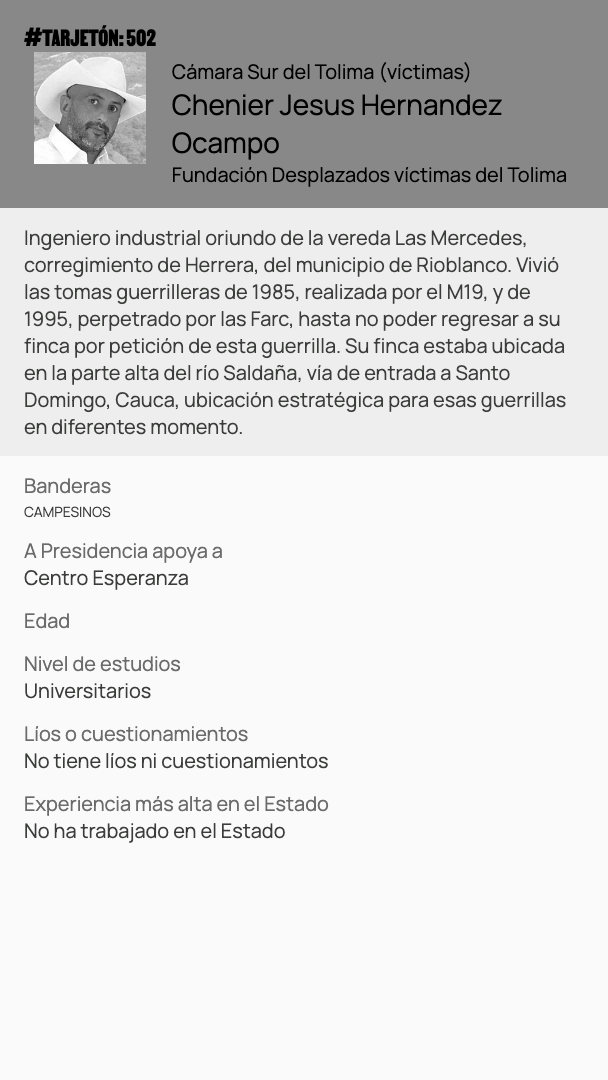 #TARJETÓN: 502
Cámara Sur del Tolima (víctimas)
Chenier Jesus Hernandez
Ocampo
Fundación Desplazados víctimas del Tolima
Ingeniero industrial oriundo de la vereda Las Mercedes,
corregimiento de Herrera, del municipio de Rioblanco. Vivió
las tomas guerrilleras de 1985, realizada por el M19, y de
1995, perpetrado por las Farc, hasta no poder regresar a su
finca por petición de esta guerrilla. Su finca estaba ubicada
en la parte alta del río Saldaña, vía de entrada a Santo
Domingo, Cauca, ubicación estratégica para esas guerrillas
en diferentes momento.
Banderas
CAMPESINOS
A Presidencia apoya a
Centro Esperanza
Edad
Nivel de estudios
Universitarios
Líos o cuestionamientos
No tiene líos ni cuestionamientos
Experiencia más alta en el Estado
No ha trabajado en el Estado